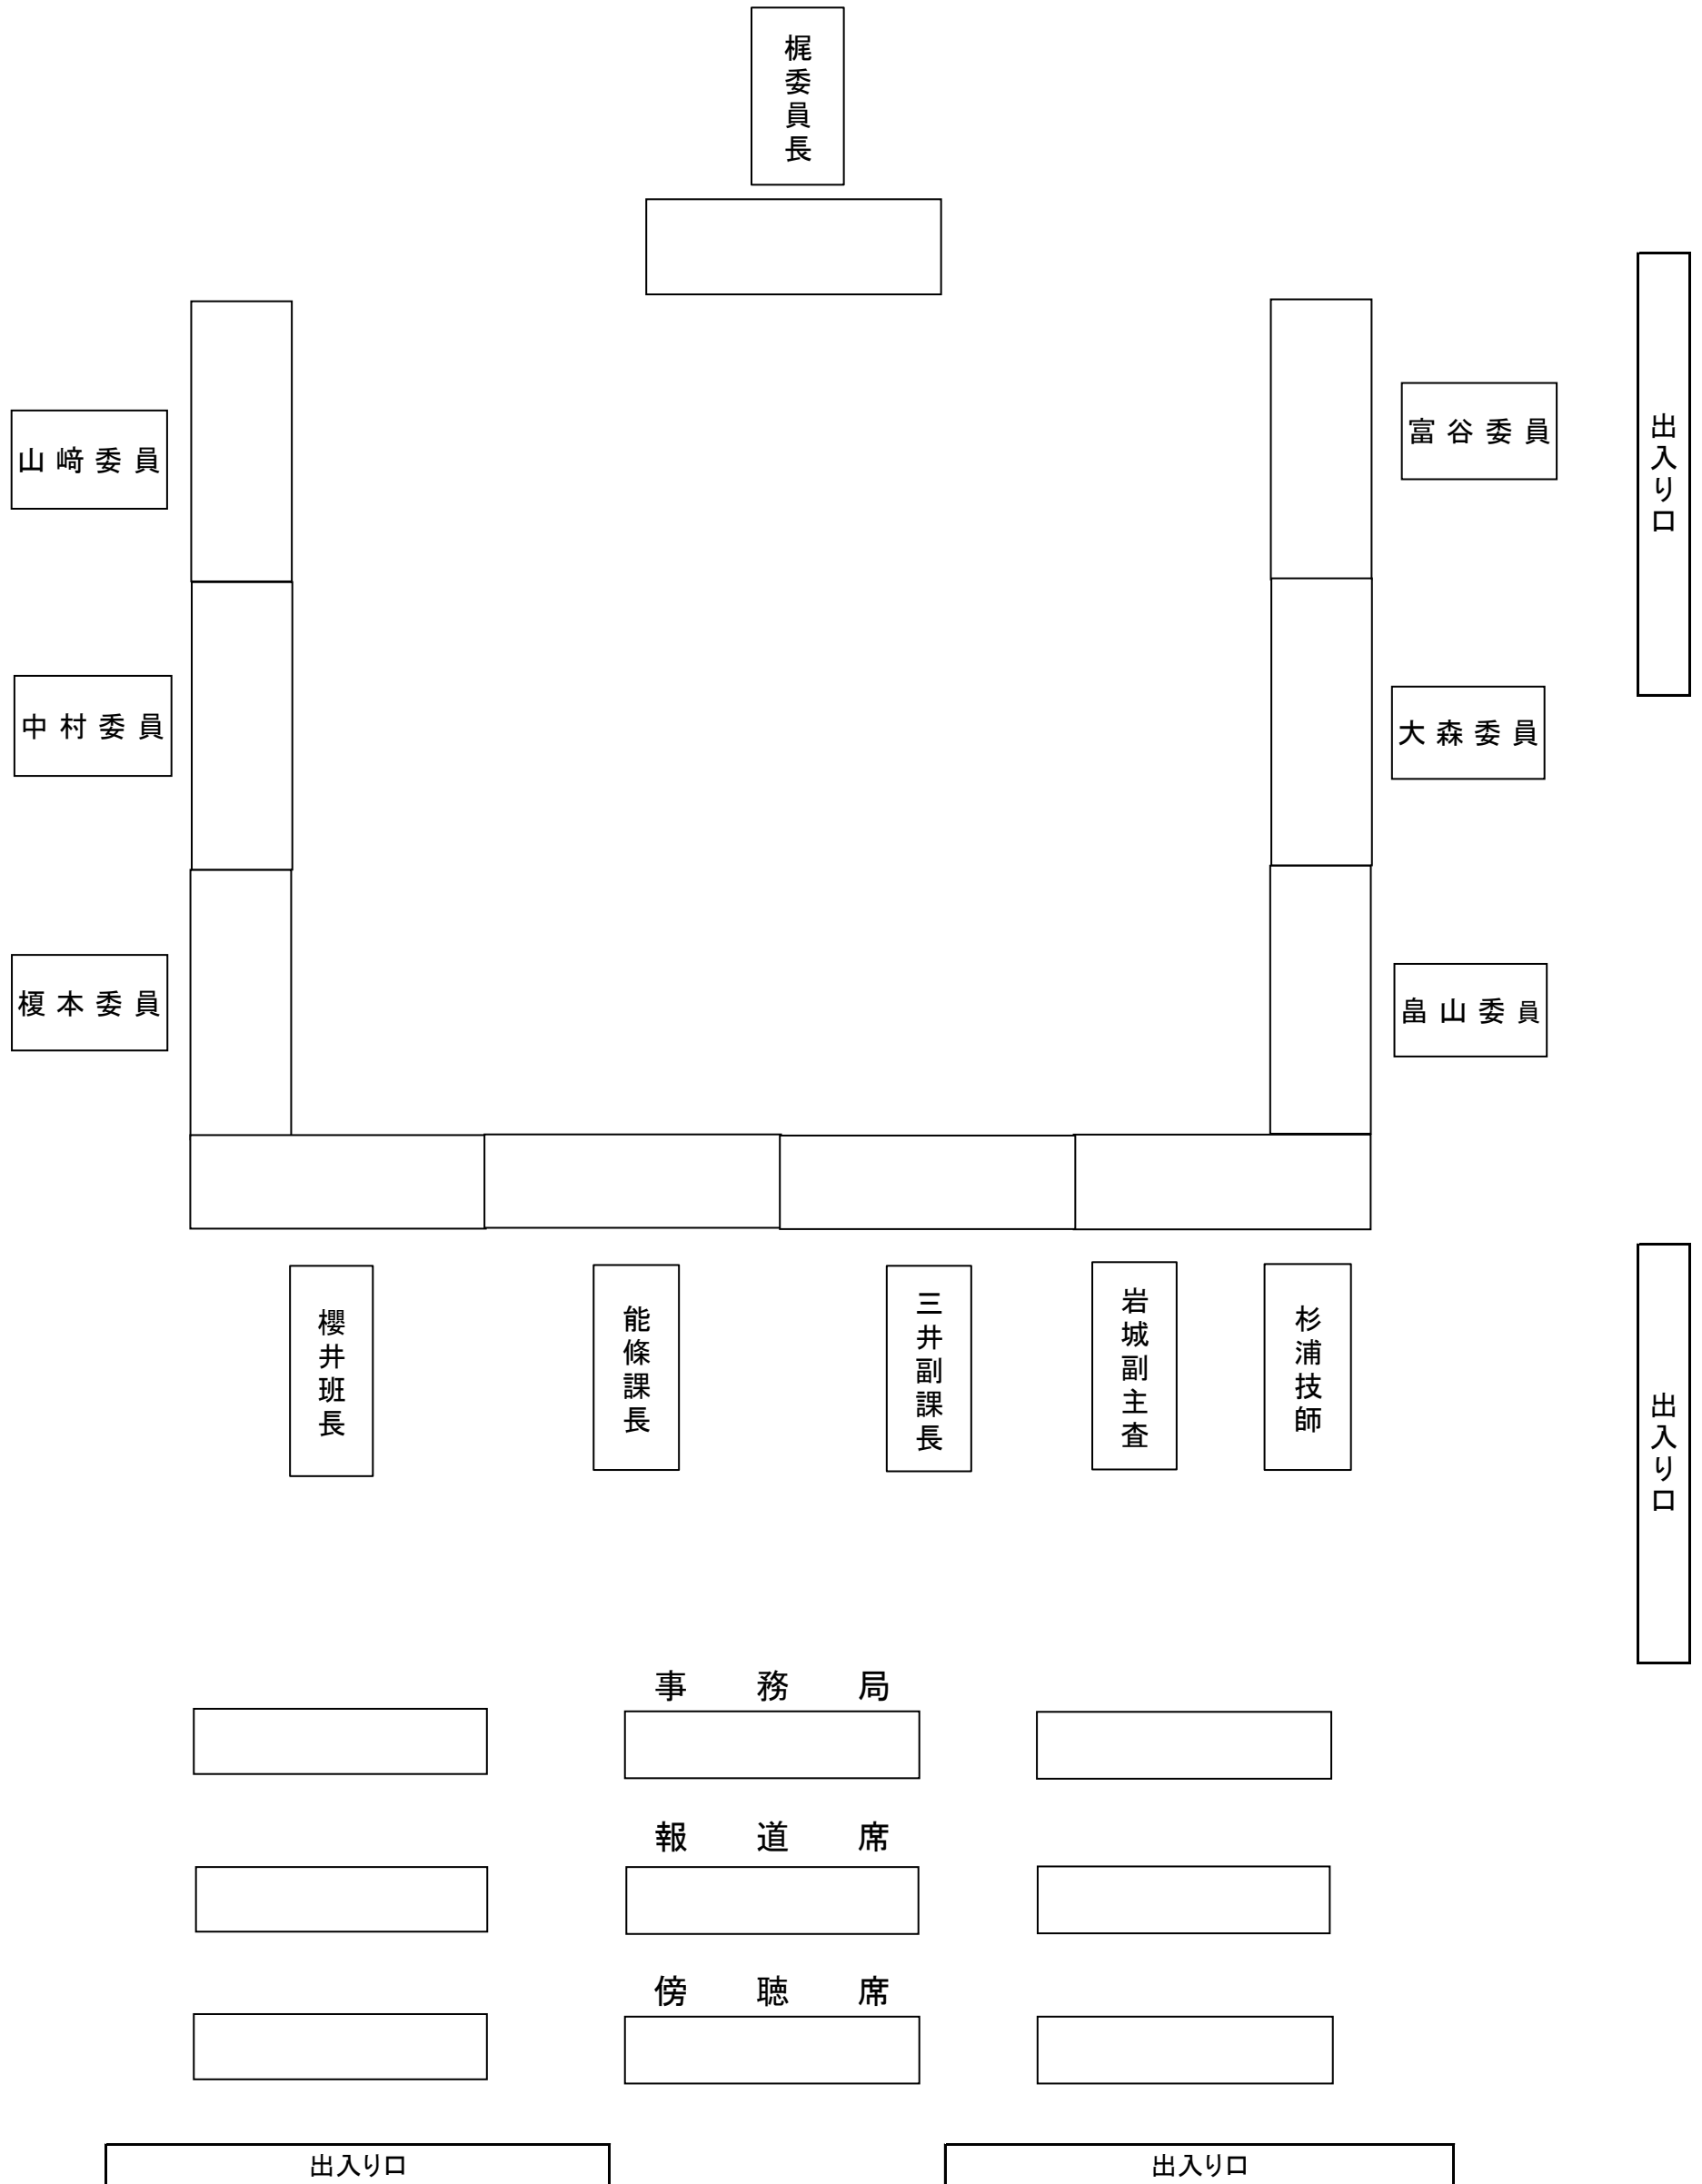 梶委員長
出入り口
富谷委員
山﨑委員
中村委員
大森委員
榎本委員
畠山委員
櫻井班長
能條課長
三井副課長
岩城副主査
杉浦技師
出入り口
事務局
報道席
傍聴席
出入り口
出入り口